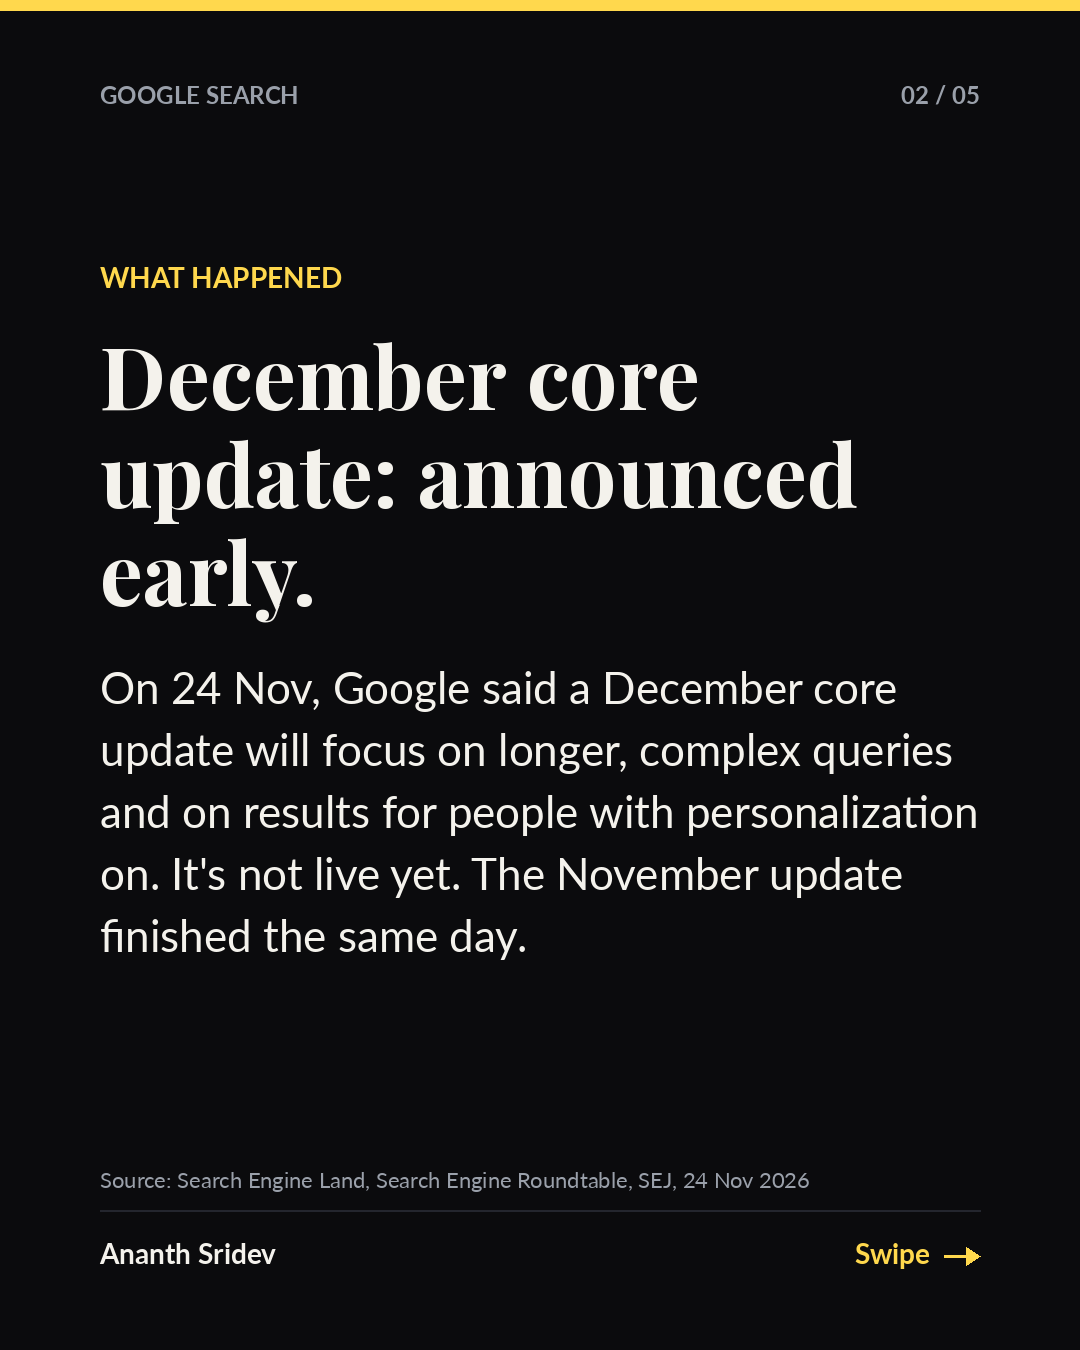 GOOGLE SEARCH
02 / 05
WHAT HAPPENED
December core
update: announced
early.
On 24 Nov, Google said a December core
update will focus on longer, complex queries
and on results for people with personalization
on. It's not live yet. The November update
finished the same day.
Source: Search Engine Land, Search Engine Roundtable, SEJ, 24 Nov 2026
Ananth Sridev
Swipe